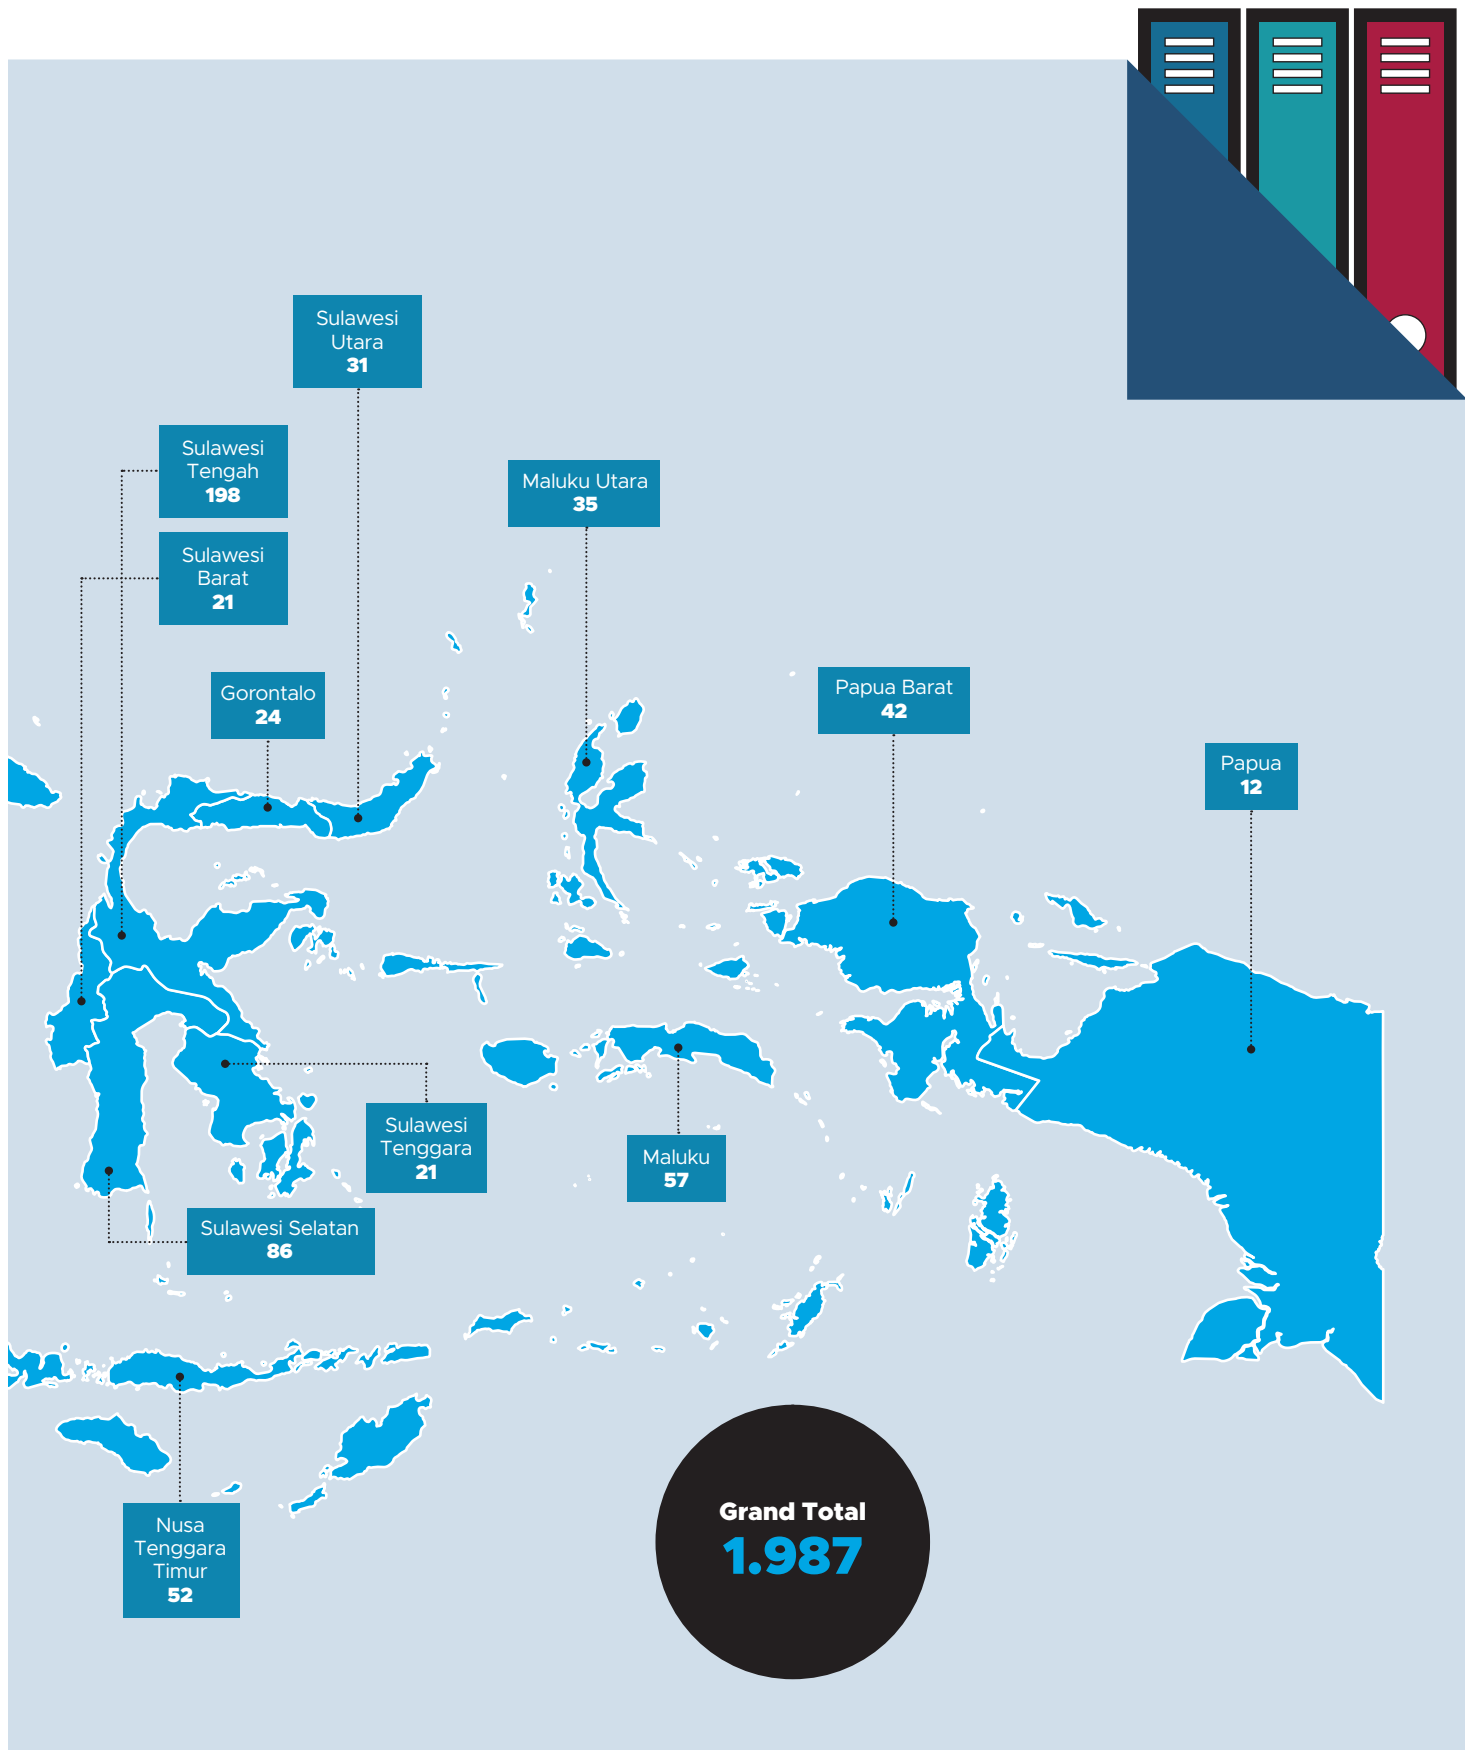 Sulawesi
Utara
31
Sulawesi
Tengah
198
Maluku Utara
35
Sulawesi
Barat
21
Gorontalo
24
Papua Barat
42
Papua
12
Sulawesi
Tenggara
21
Maluku
57
Sulawesi Selatan
86
Nusa
Tenggara
Timur
52
Grand Total
1.987